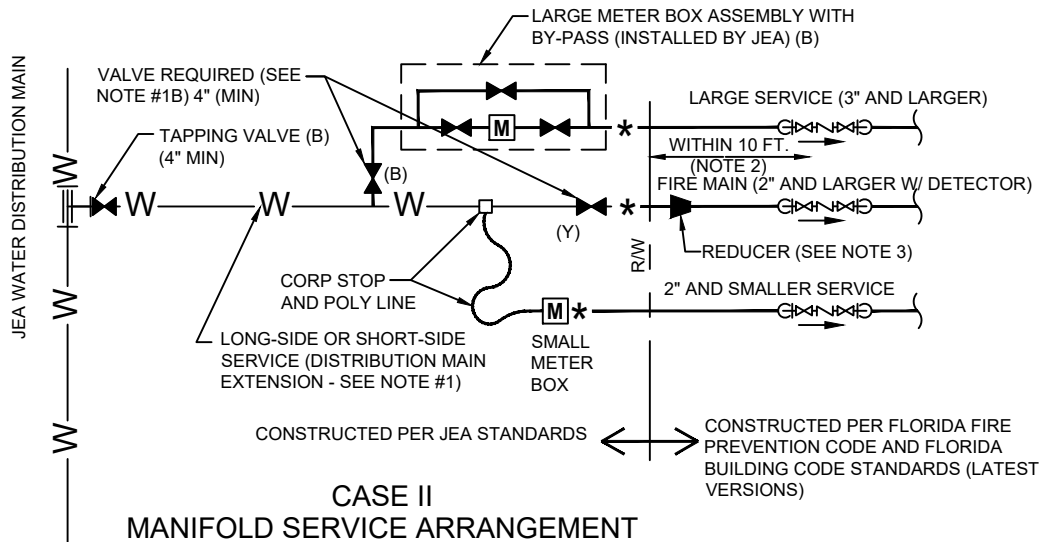 LARGE METER BOX ASSEMBLY WITH
BY-PASS (INSTALLED BY JEA) (B)
JEA WATER DISTRIBUTION MAIN
VALVE REQUIRED (SEE
NOTE #1B) 4" (MIN)
LARGE SERVICE (3" AND LARGER)
M
*
TAPPING VALVE (B)
(4" MIN)
WITHIN 10 FT.
(NOTE 2)
W
(B)
FIRE MAIN (2" AND LARGER W/ DETECTOR)
W
W
W
*
(Y)
R/W
REDUCER (SEE NOTE 3)
CORP STOP
AND POLY LINE
2" AND SMALLER SERVICE
W
M
*
LONG-SIDE OR SHORT-SIDE
SERVICE (DISTRIBUTION MAIN
EXTENSION - SEE NOTE #1)
SMALL
METER
BOX
W
CONSTRUCTED PER JEA STANDARDS
CONSTRUCTED PER FLORIDA FIRE
PREVENTION CODE AND FLORIDA
BUILDING CODE STANDARDS (LATEST
VERSIONS)
CASE II
MANIFOLD SERVICE ARRANGEMENT